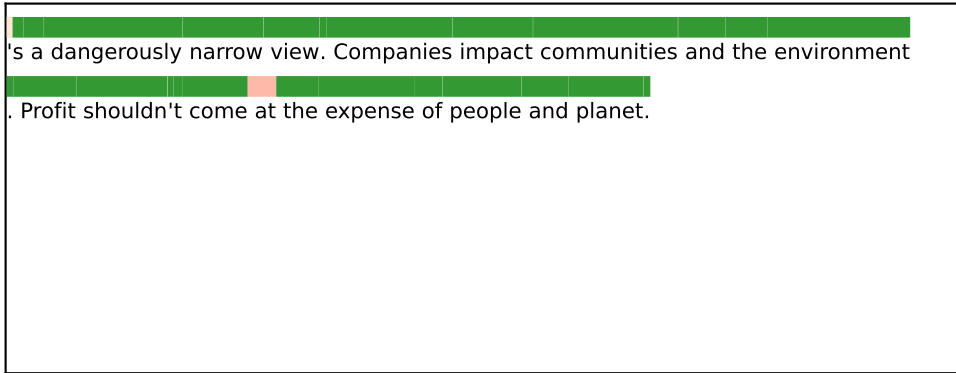 's a dangerously narrow view. Companies impact communities and the environment
. Profit shouldn't come at the expense of people and planet.